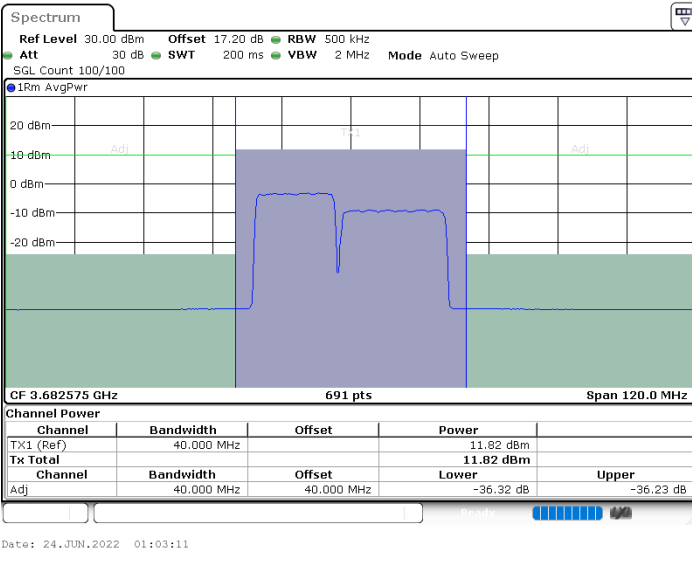 Spectrum
Ref Level 30.00 dBm Offset 17.20 dB RBW 500 kHz
Att 30 dB SWT 200 ms VBW 2 MHz Mode Auto Sweep
SGL Count 100/100
1Rm AvgPwr
20 dBm
TX1
Adj Adj
10 dBm
0 dBm
-10 dBm
-20 dBm
CF 3.682575 GHz 691 pts Span 120.0 MHz
Channel Power
Channel Bandwidth Offset Power
TX1 (Ref) 40.000 MHz 11.82 dBm
Tx Total 11.82 dBm
Channel Bandwidth Offset Lower Upper
Adj 40.000 MHz 40.000 MHz -36.32 dB -36.23 dB
Ready
Date: 24.JUN.2022 01:03:11